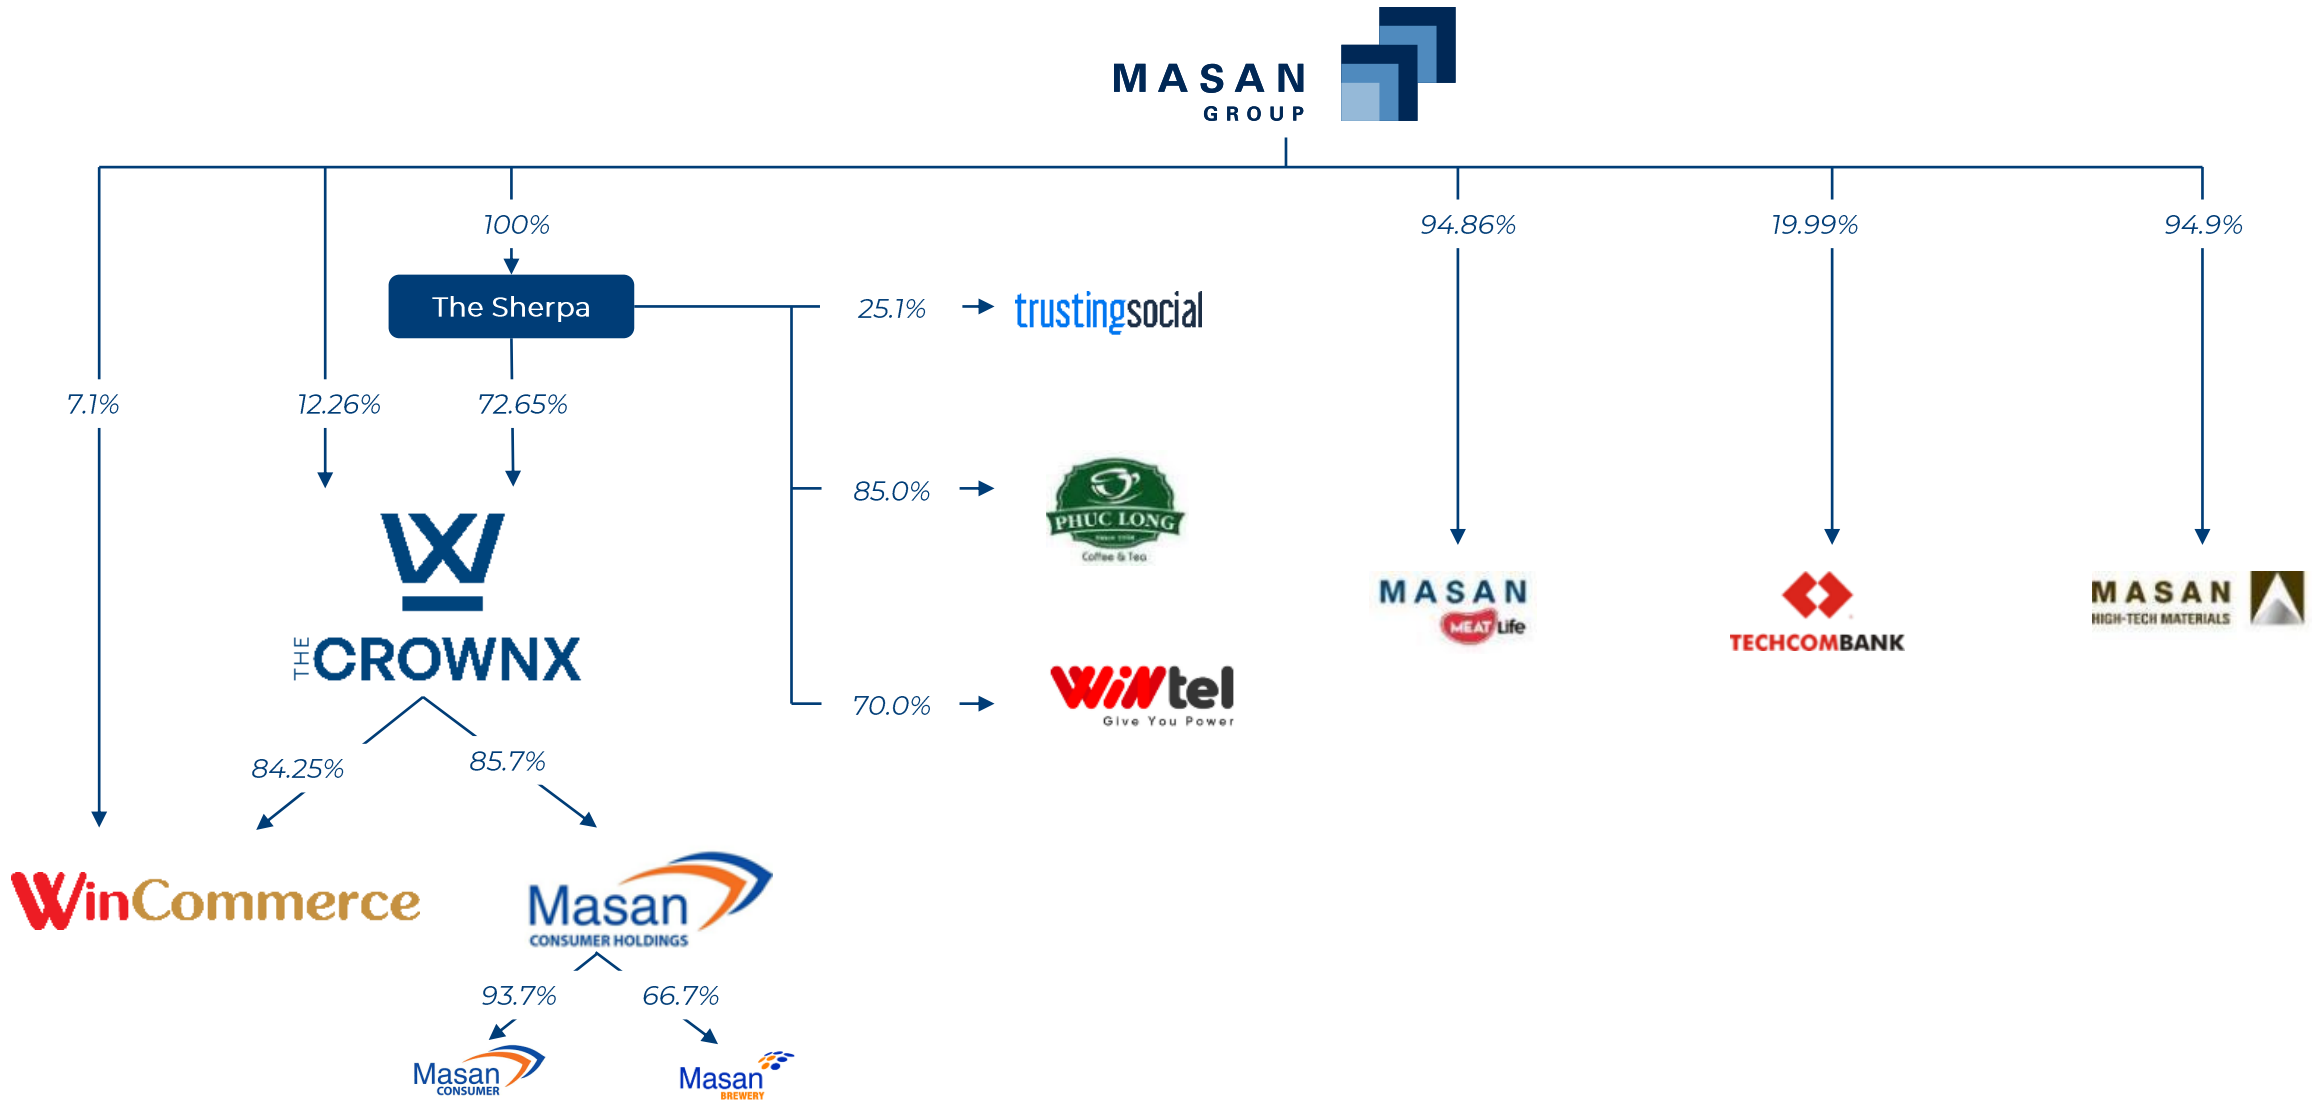 MASAN
GROUP
100%
94.86%
19.99%
94.9%
The Sherpa
25.1%
trustingsocial
7.1%
12.26%
72.65%
85.0%
PHUC LONG
Since 1968
Coffee & Tea
THE CROWNX
MASAN
MEAT Life
TECHCOMBANK
MASAN
HIGH-TECH MATERIALS
70.0%
WiNtel
Give You Power
84.25%
85.7%
WinCommerce
Masan
CONSUMER HOLDINGS
93.7%
66.7%
Masan
CONSUMER
Masan
BREWERY